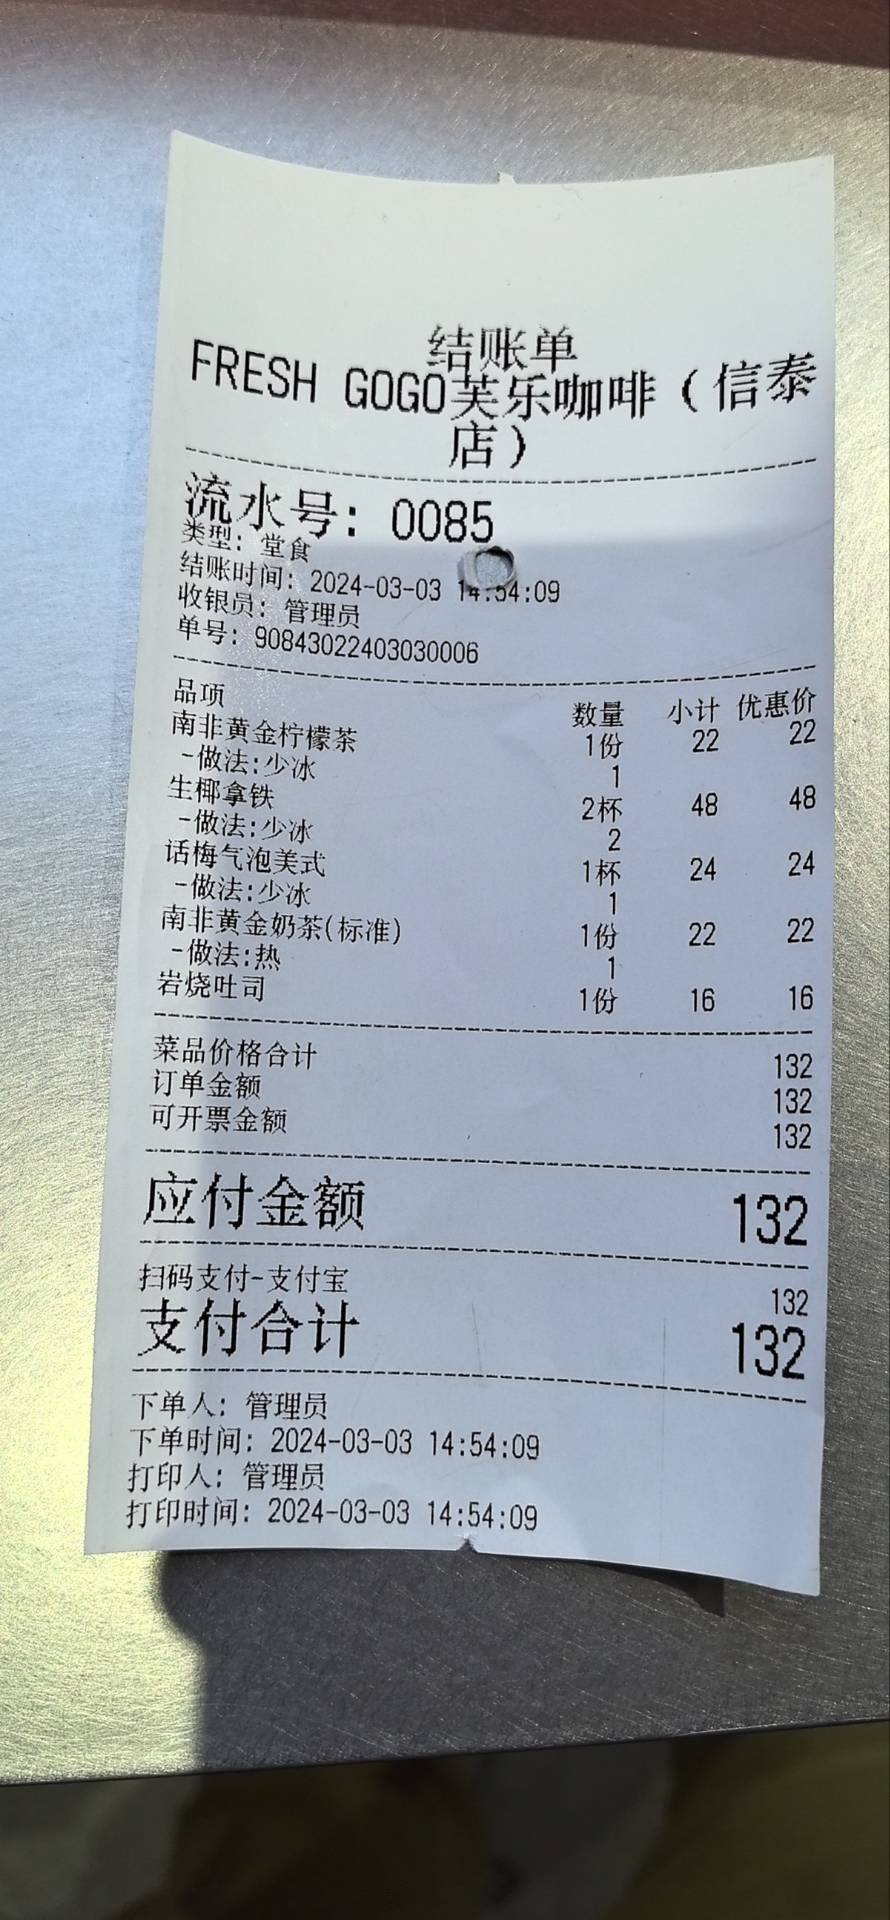 结账单
FRESH GOGO芙乐咖啡（信泰
店）
流水号: 0085
类型: 堂食
结账时间: 2024-03-03 14:54:09
收银员: 管理员
单号: 90843022403030006
品项 数量 小计 优惠价
南非黄金柠檬茶 1份 22 22
-做法:少冰 1
生椰拿铁 2杯 48 48
-做法:少冰 2
话梅气泡美式 1杯 24 24
-做法:少冰 1
南非黄金奶茶(标准) 1份 22 22
-做法:热 1
岩烧吐司 1份 16 16
菜品价格合计 132
订单金额 132
可开票金额 132
应付金额 132
扫码支付-支付宝 132
支付合计 132
下单人: 管理员
下单时间: 2024-03-03 14:54:09
打印人: 管理员
打印时间: 2024-03-03 14:54:09